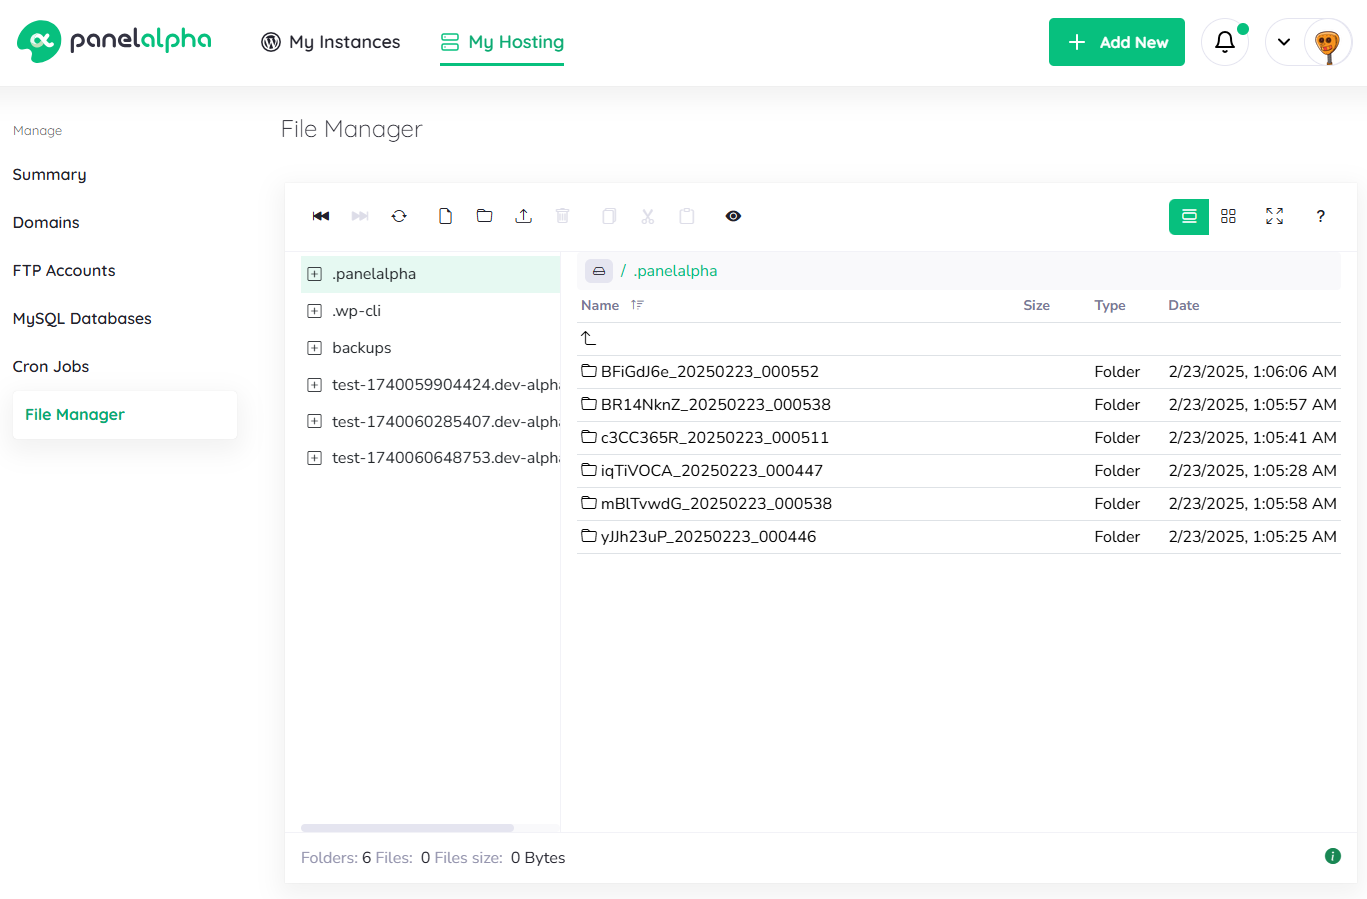 panelalpha
My Instances
My Hosting
Add New
Manage
Summary
Domains
FTP Accounts
MySQL Databases
Cron Jobs
File Manager
File Manager
?
.panelalpha
.wp-cli
backups
test-1740059904424.dev-alpha
test-1740060285407.dev-alpha
test-1740060648753.dev-alpha
/ .panelalpha
Name Size Type Date
BFiGdJ6e_20250223_000552 Folder 2/23/2025, 1:06:06 AM
BR14NknZ_20250223_000538 Folder 2/23/2025, 1:05:57 AM
c3CC365R_20250223_000511 Folder 2/23/2025, 1:05:41 AM
iqTiVOCA_20250223_000447 Folder 2/23/2025, 1:05:28 AM
mBlTvwdG_20250223_000538 Folder 2/23/2025, 1:05:58 AM
yJJh23uP_20250223_000446 Folder 2/23/2025, 1:05:25 AM
Folders: 6 Files: 0 Files size: 0 Bytes